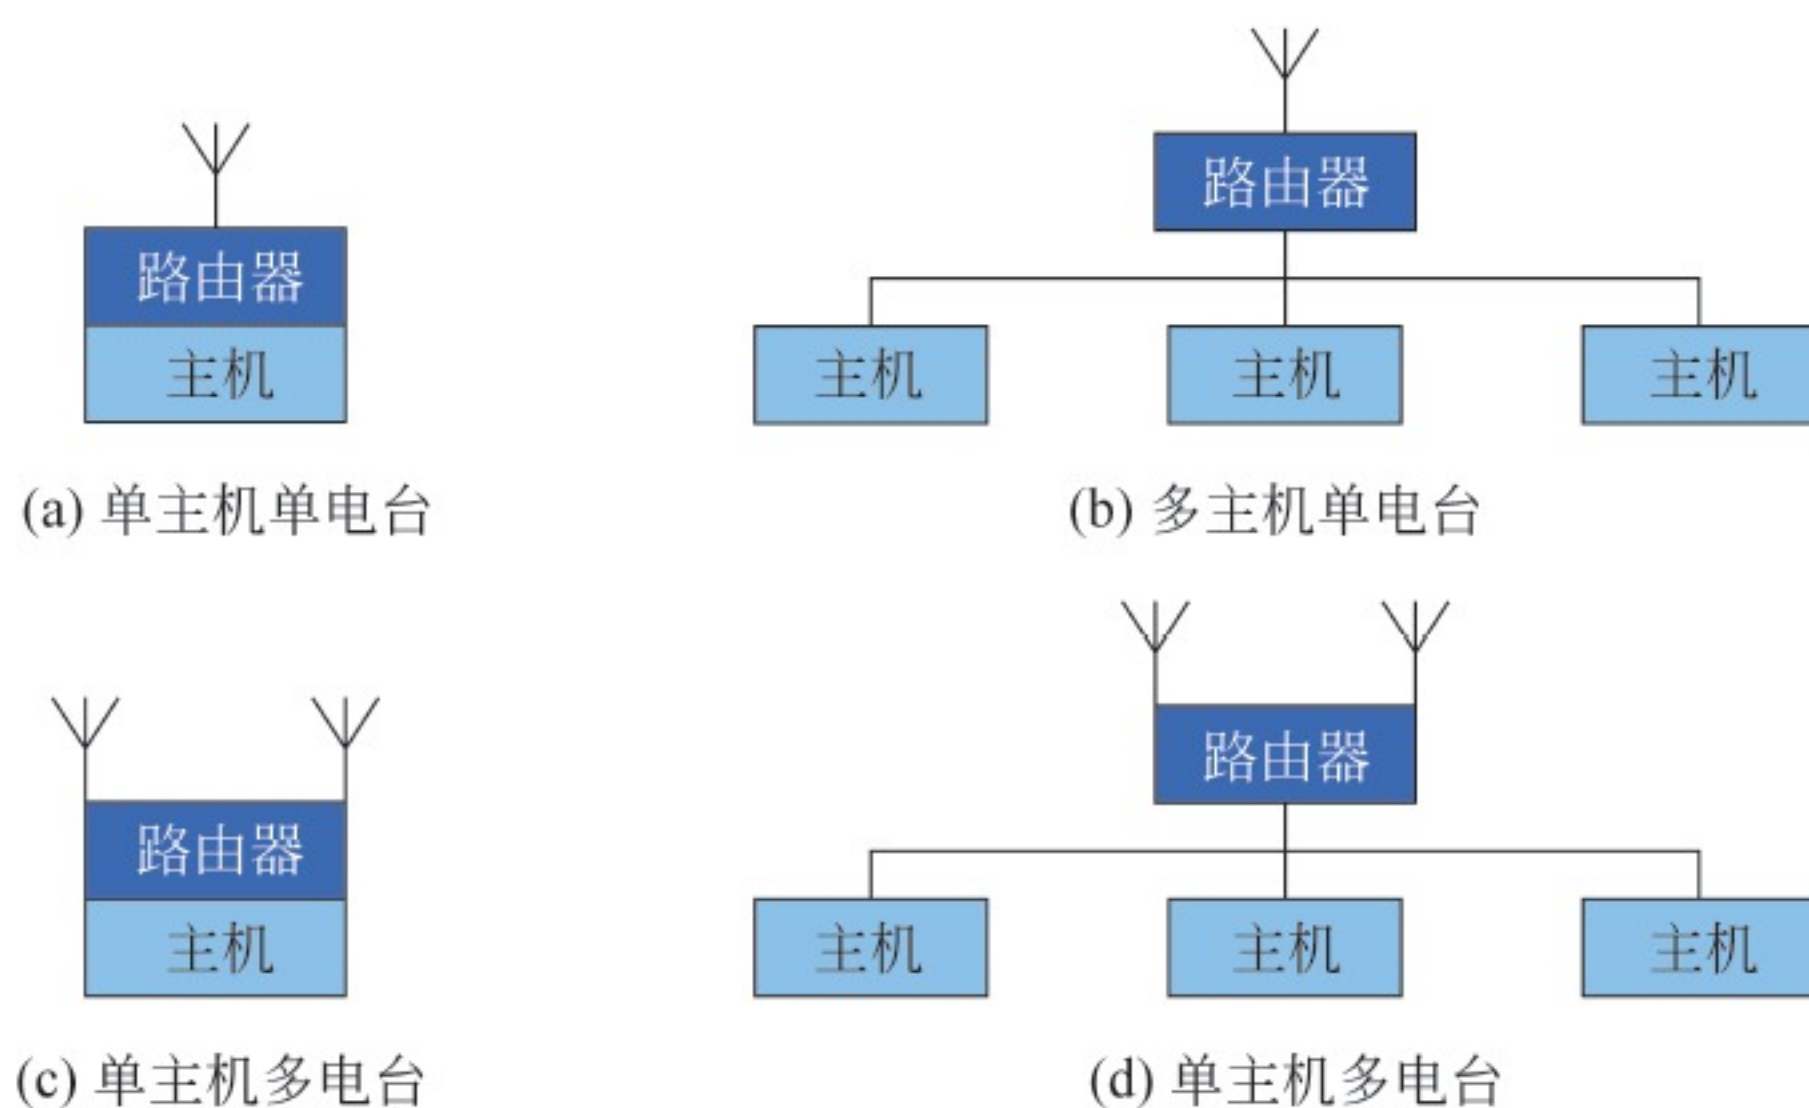 路由器
主机
(a) 单主机单电台
路由器
主机 主机 主机
(b) 多主机单电台
路由器
主机
(c) 单主机多电台
路由器
主机 主机 主机
(d) 单主机多电台